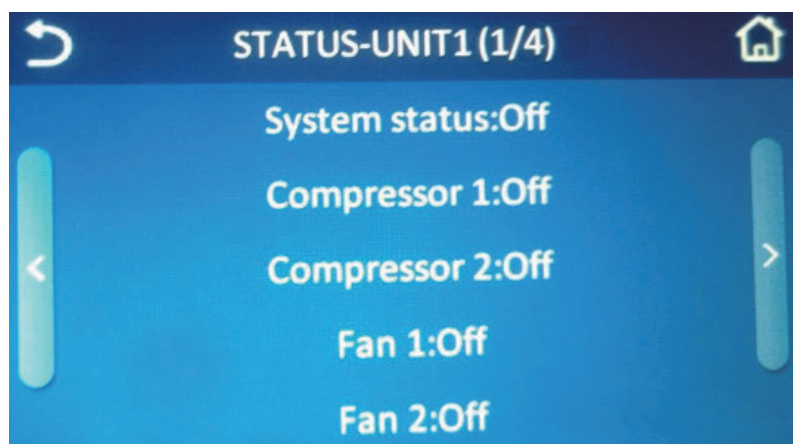 STATUS-UNIT1 (1/4)
System status:Off
Compressor 1:Off
Compressor 2:Off
Fan 1:Off
Fan 2:Off